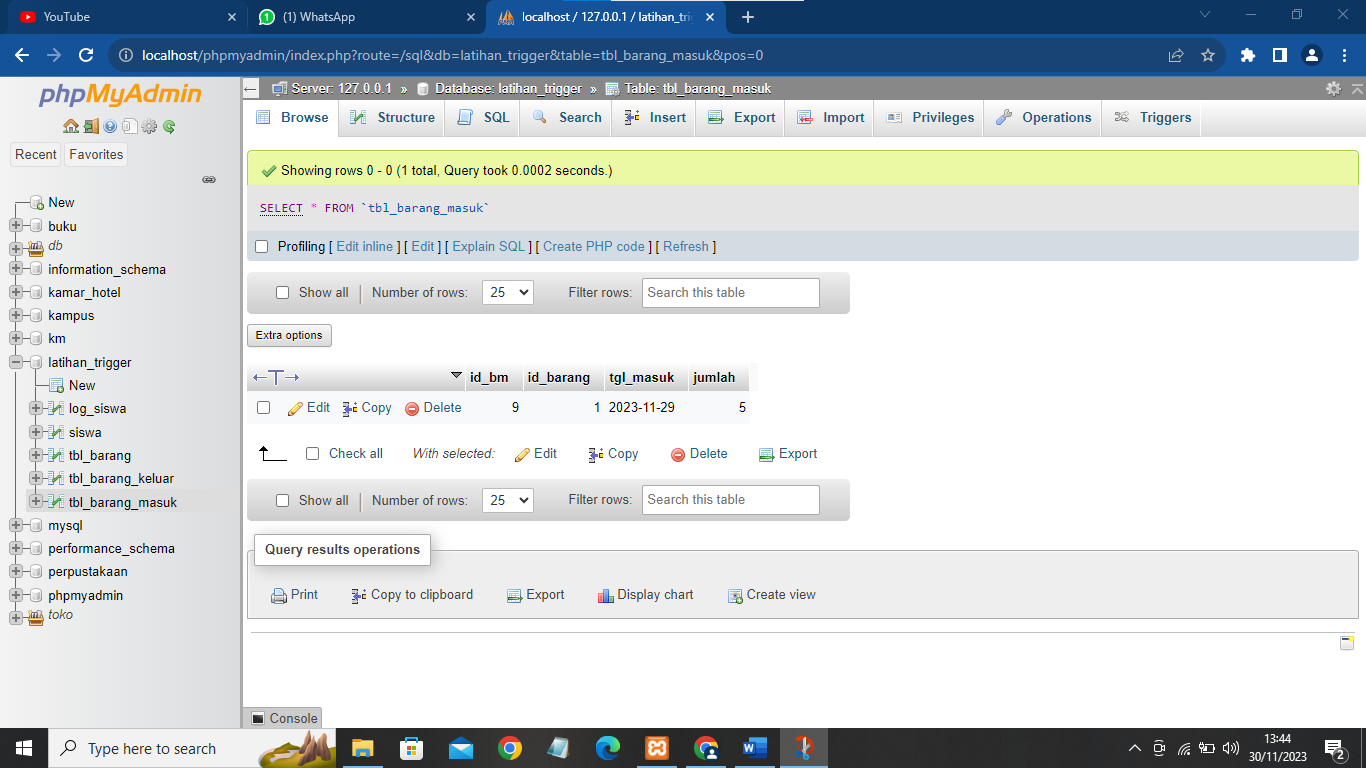 YouTube
(1) WhatsApp
localhost / 127.0.0.1 / latihan_tri
localhost/phpmyadmin/index.php?route=/sql&db=latihan_trigger&table=tbl_barang_masuk&pos=0
phpMyAdmin
Recent Favorites
New
buku
db
information_schema
kamar_hotel
kampus
km
latihan_trigger
New
log_siswa
siswa
tbl_barang
tbl_barang_keluar
tbl_barang_masuk
mysql
performance_schema
perpustakaan
phpmyadmin
toko
Server: 127.0.0.1 » Database: latihan_trigger » Table: tbl_barang_masuk
Browse Structure SQL Search Insert Export Import Privileges Operations Triggers
Showing rows 0 - 0 (1 total, Query took 0.0002 seconds.)
SELECT * FROM `tbl_barang_masuk`
Profiling [ Edit inline ] [ Edit ] [ Explain SQL ] [ Create PHP code ] [ Refresh ]
Show all Number of rows: 25 Filter rows: Search this table
Extra options
id_bm id_barang tgl_masuk jumlah
Edit Copy Delete 9 1 2023-11-29 5
Check all With selected: Edit Copy Delete Export
Show all Number of rows: 25 Filter rows: Search this table
Query results operations
Print Copy to clipboard Export Display chart Create view
Console
Type here to search
13:44
30/11/2023
2